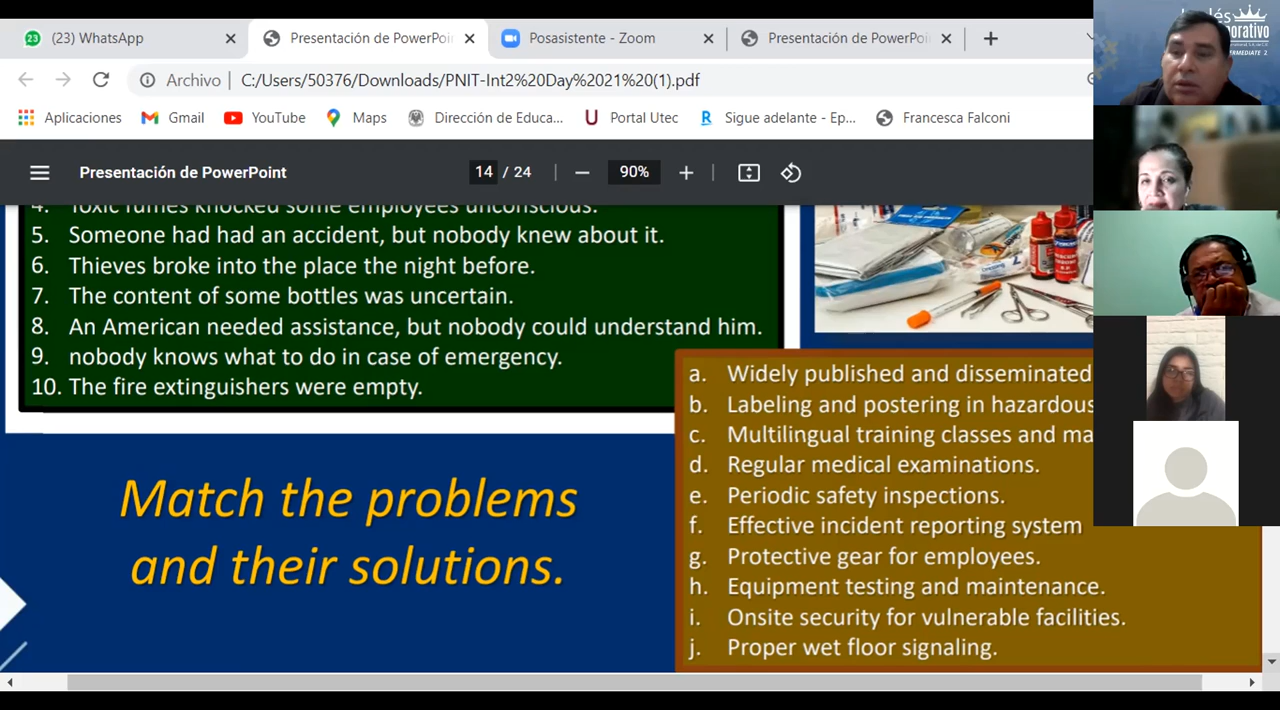 (23) WhatsApp
Presentación de PowerPoi
Posasistente - Zoom
Presentación de PowerPoi
Archivo
C:/Users/50376/Downloads/PNIT-Int2%20Day%2021%20(1).pdf
Aplicaciones
Gmail
YouTube
Maps
Dirección de Educa...
Portal Utec
Sigue adelante - Ep...
Francesca Falconi
Presentación de PowerPoint
14 / 24
90%
4. Toxic fumes knocked some employees unconscious.
5. Someone had had an accident, but nobody knew about it.
6. Thieves broke into the place the night before.
7. The content of some bottles was uncertain.
8. An American needed assistance, but nobody could understand him.
9. nobody knows what to do in case of emergency.
10. The fire extinguishers were empty.
Match the problems
and their solutions.
a. Widely published and disseminated
b. Labeling and postering in hazardous
c. Multilingual training classes and ma
d. Regular medical examinations.
e. Periodic safety inspections.
f. Effective incident reporting system
g. Protective gear for employees.
h. Equipment testing and maintenance.
i. Onsite security for vulnerable facilities.
j. Proper wet floor signaling.